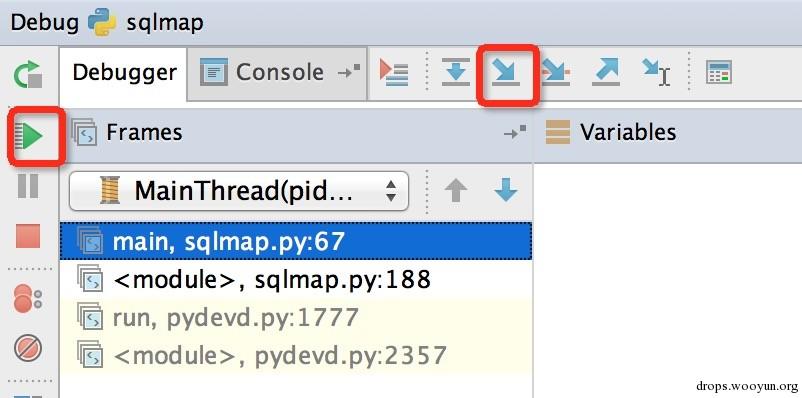 Debug sqlmap
Debugger Console
Frames Variables
MainThread(pid...
main, sqlmap.py:67
<module>, sqlmap.py:188
run, pydevd.py:1777
<module>, pydevd.py:2357
drops.wooyun.org